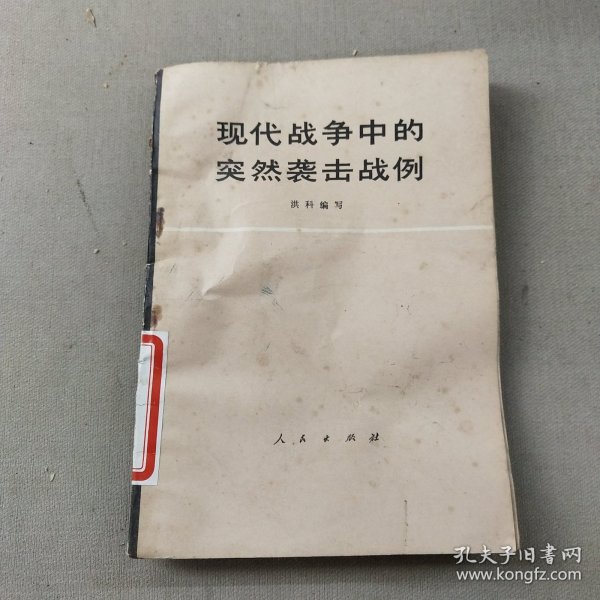 现代战争中的
突然袭击战例
洪科编写
人民出版社
孔夫子旧书网
www.kongfz.com